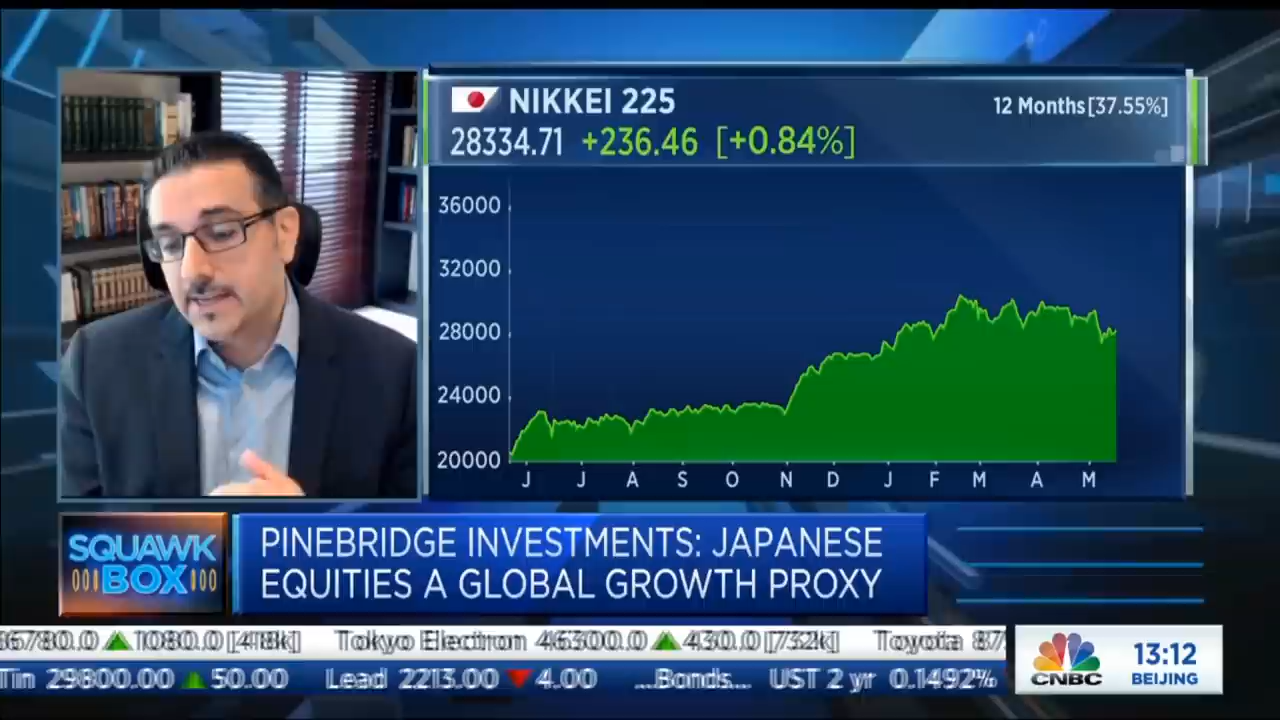 NIKKEI 225
12 Months[37.55%]
28334.71 +236.46 [+0.84%]
36000
32000
28000
24000
20000
J J A S O N D J F M A M
SQUAWK
BOX
PINEBRIDGE INVESTMENTS: JAPANESE
EQUITIES A GLOBAL GROWTH PROXY
1080.0 Tokyo Electron 46300.0 ▲ 430.0 [732k] Toyota
Tin 29800.00 ▲ 50.00 Lead 2213.00 ▼ 4.00 ...Bonds... UST 2 yr 0.1492%
CNBC
13:12
BEIJING